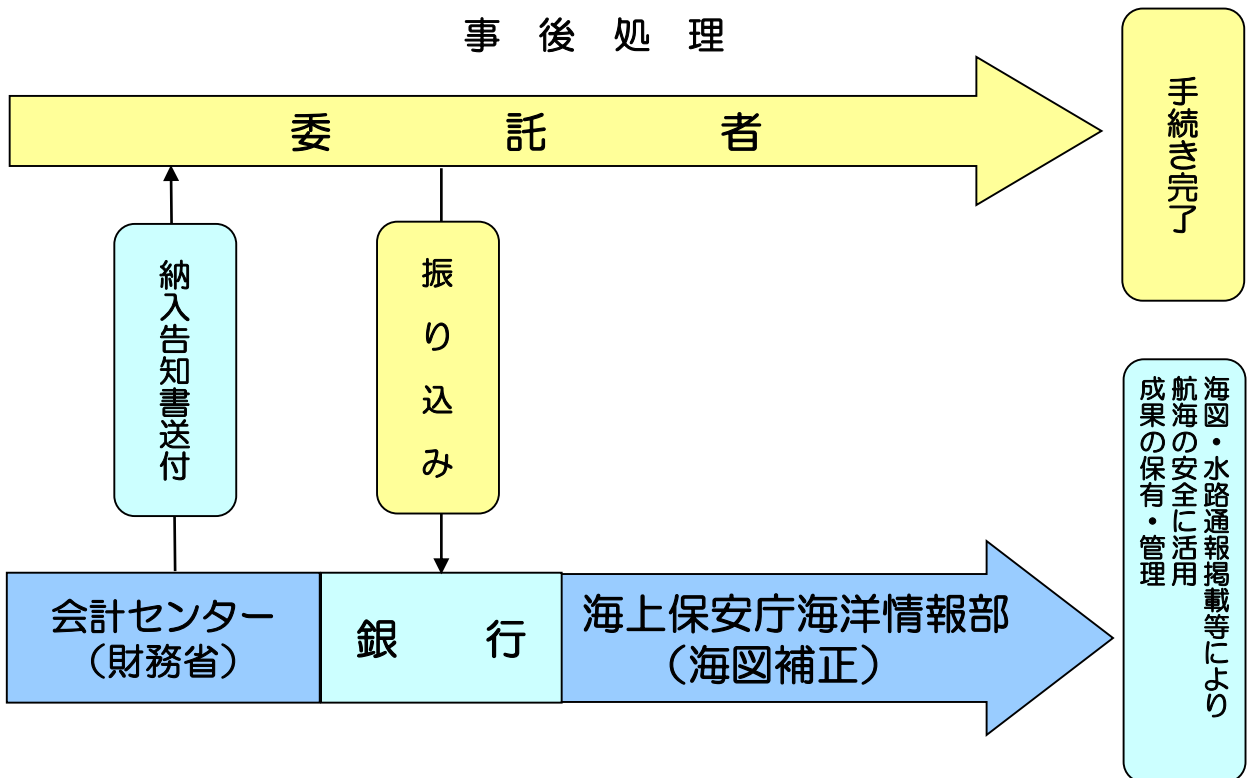 事 後 処 理
委 託 者
手続き完了
納入告知書送付
振り込み
会計センター
（財務省）
銀 行
海上保安庁海洋情報部
（海図補正）
海図・水路通報掲載等により
航海の安全に活用
成果の保有・管理